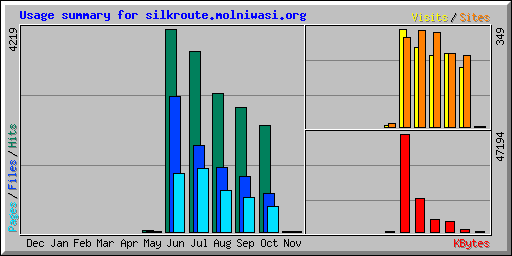 Usage summary for silkroute.molniwasi.org
Visits / Sites
4219
349
Pages / Files / Hits
47194
Dec Jan Feb Mar Apr May Jun Jul Aug Sep Oct Nov
KBytes